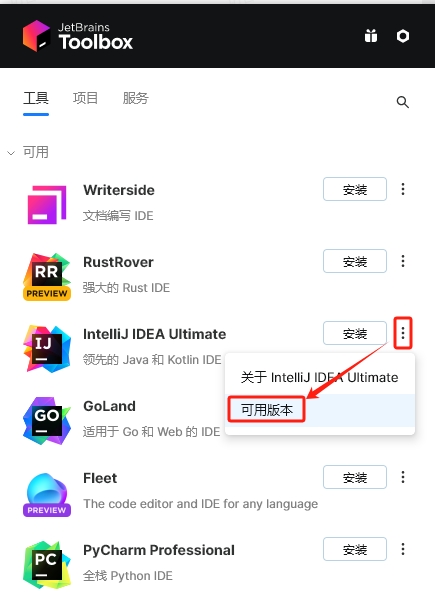 JetBrains
Toolbox
工具 项目 服务
可用
Writerside
安装
文档编写 IDE
RR
PREVIEW
RustRover
安装
强大的 Rust IDE
IJ
IntelliJ IDEA Ultimate
安装
领先的 Java 和 Kotlin IDE
关于 IntelliJ IDEA Ultimate
可用版本
GO
GoLand
适用于 Go 和 Web 的 IDE
PREVIEW
Fleet
安装
The code editor and IDE for any language
PC
PyCharm Professional
安装
全栈 Python IDE